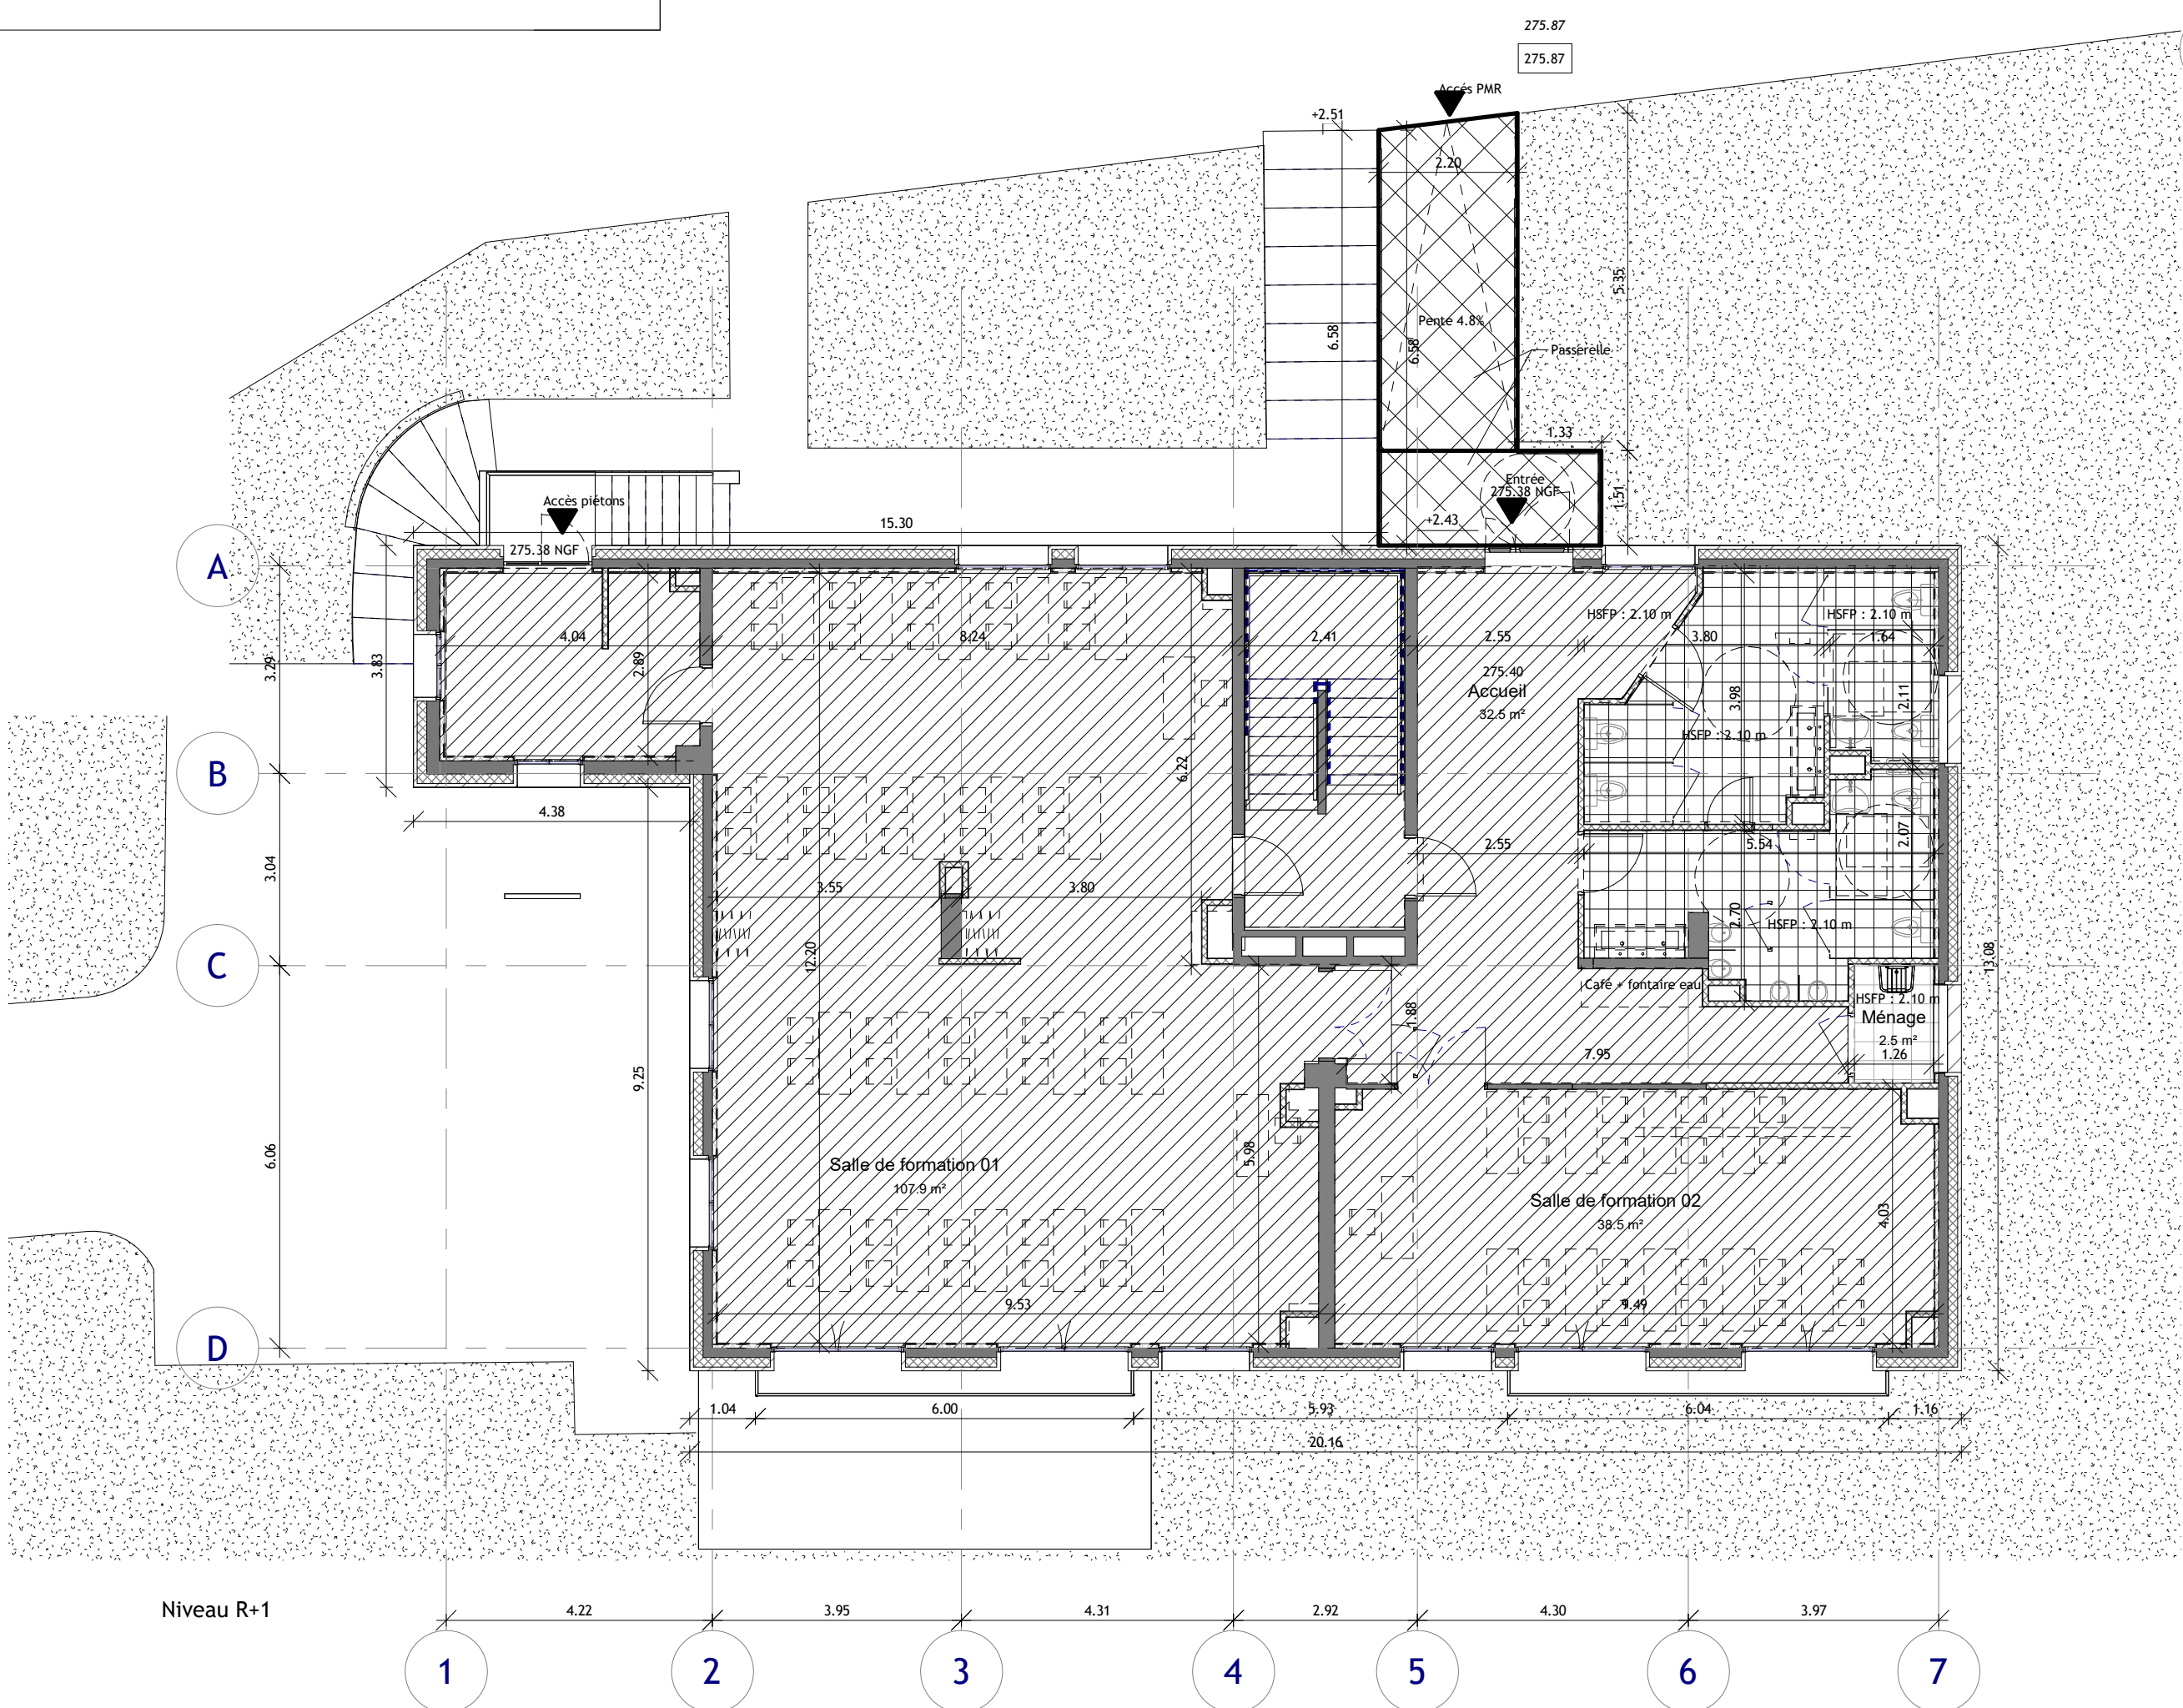 275.87
275.87
Accés PMR
+2.51
2.20
5.35
Pente 4.8%
6.58
6.58
Passerelle
1.33
Entrée
275.38 NGF
1.51
+2.43
Accès piétons
275.38 NGF
15.30
A
HSFP : 2.10 m
HSFP : 2.10 m
4.04
8.24
2.41
2.55
3.80
1.64
3.29
3.83
2.89
275.40
Accueil
32.5 m²
3.98
2.11
HSFP : 2.10 m
B
6.22
4.38
3.04
2.55
5.54
2.07
3.55
3.80
2.70
HSFP : 2.10 m
C
12.20
13.08
Café + fontaire eau
HSFP : 2.10 m
Ménage
2.5 m²
1.26
1.88
7.95
9.25
6.06
5.98
Salle de formation 01
107.9 m²
Salle de formation 02
38.5 m²
4.03
9.53
9.49
D
1.04
6.00
5.93
6.04
1.16
20.16
Niveau R+1
4.22
3.95
4.31
2.92
4.30
3.97
1
2
3
4
5
6
7